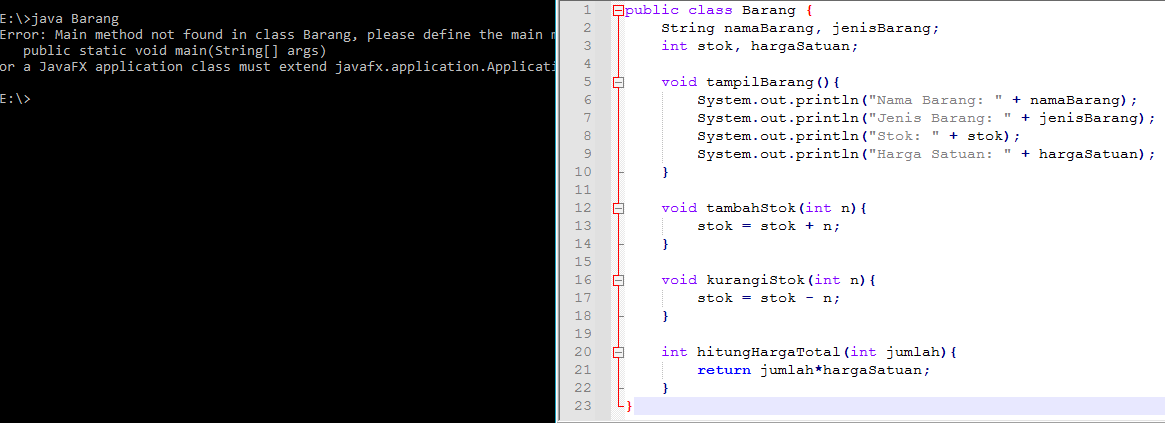 E:\>java Barang
Error: Main method not found in class Barang, please define the main
public static void main(String[] args)
or a JavaFX application class must extend
E:\>
1 public class Barang {
2 String namaBarang, jenisBarang;
3 int stok, hargaSatuan;
4
5 void tampilBarang(){
6 System.out.println("Nama Barang: " + namaBarang);
7 System.out.println("Jenis Barang: " + jenisBarang);
8 System.out.println("Stok: " + stok);
9 System.out.println("Harga Satuan: " + hargaSatuan);
10 }
11
12 void tambahStok(int n){
13 stok = stok + n;
14 }
15
16 void kurangiStok(int n){
17 stok = stok - n;
18 }
19
20 int hitungHargaTotal(int jumlah){
21 return jumlah*hargaSatuan;
22 }
23 }